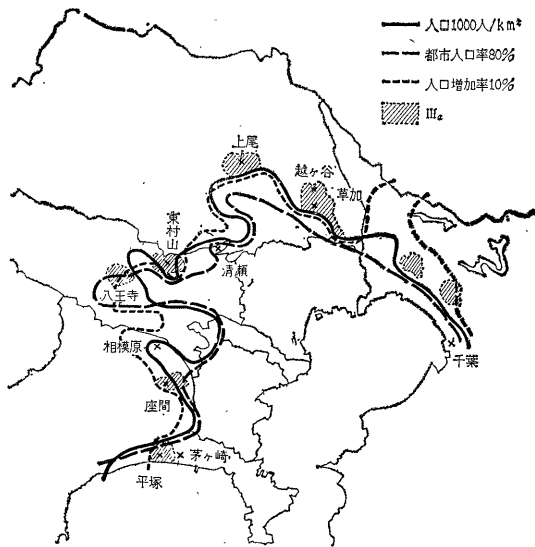 人口1000人/km²
都市人口率80%
人口増加率10%
Ⅲa
上尾
越ヶ谷
草加
東村山
清瀬
八王寺
相模原
千葉
座間
茅ヶ崎
平塚